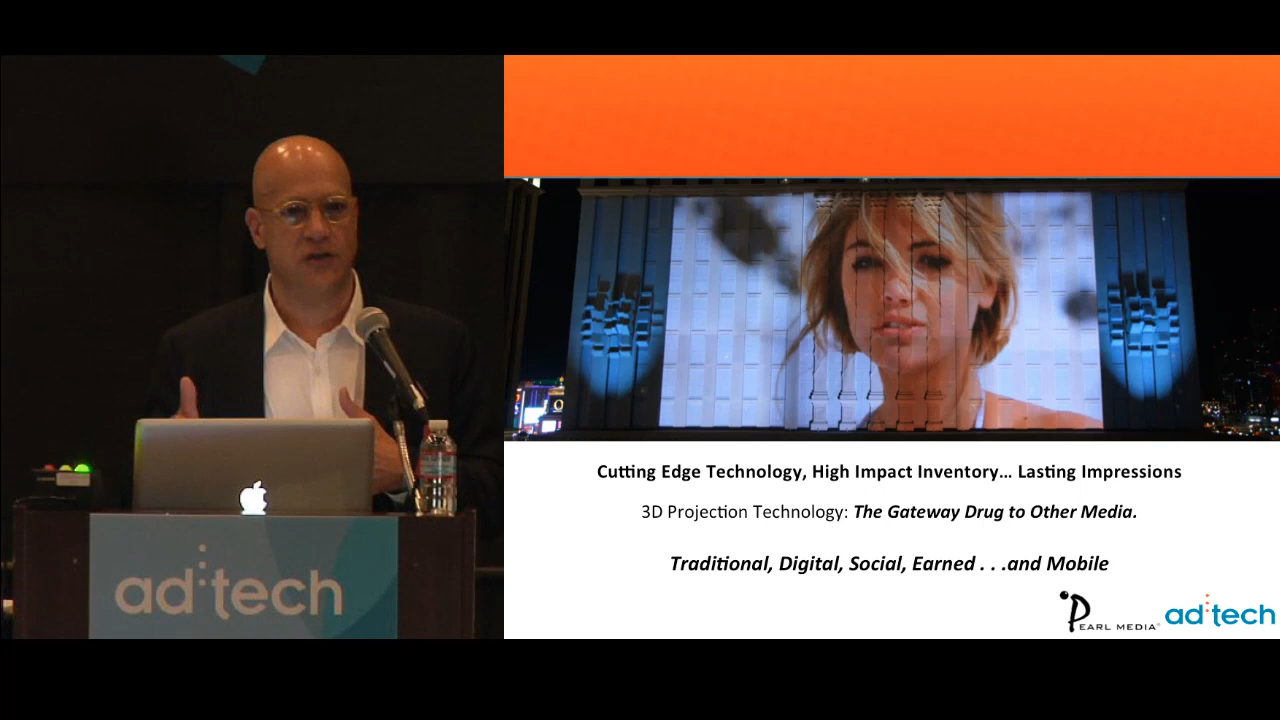 ad:tech
Cutting Edge Technology, High Impact Inventory... Lasting Impressions
3D Projection Technology: The Gateway Drug to Other Media.
Traditional, Digital, Social, Earned . . .and Mobile
PEARL MEDIA
ad:tech